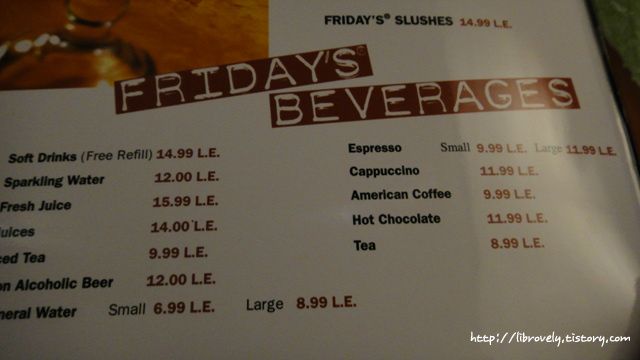 FRIDAY'S® SLUSHES 14.99 L.E.
FRIDAY'S®
BEVERAGES
Soft Drinks (Free Refill) 14.99 L.E.
Sparkling Water 12.00 L.E.
Fresh Juice 15.99 L.E.
uices 14.00 L.E.
ced Tea 9.99 L.E.
on Alcoholic Beer 12.00 L.E.
neral Water Small 6.99 L.E. Large 8.99 L.E.
Espresso Small 9.99 L.E. Large 11.99 L.E.
Cappuccino 11.99 L.E.
American Coffee 9.99 L.E.
Hot Chocolate 11.99 L.E.
Tea 8.99 L.E.
http://librovely.tistory.com